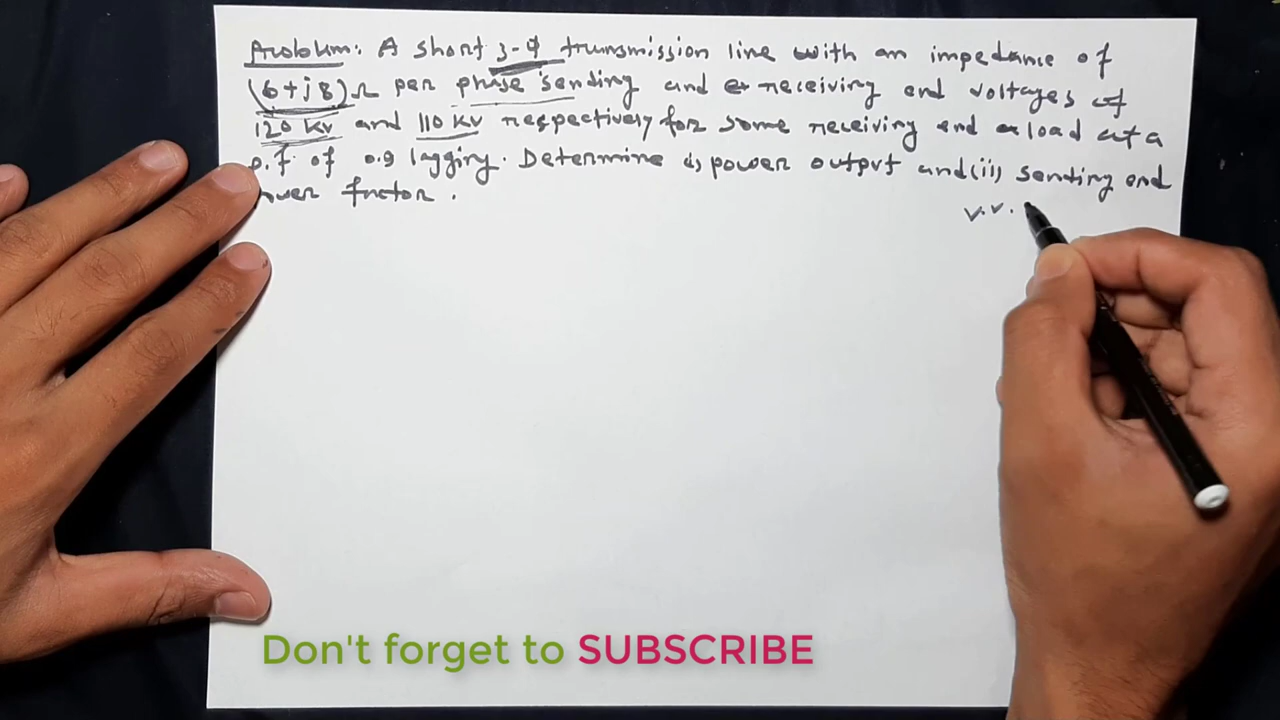 Problem: A short 3-φ transmission line with an impedance of
(6+j8)Ω per phase sending and receiving end voltages of
120 kv and 110 kv respectively for some receiving end load at a
p.f of 0.9 lagging. Determine i) power output and (ii) sending end
power factor.
v.v.
Don't forget to SUBSCRIBE